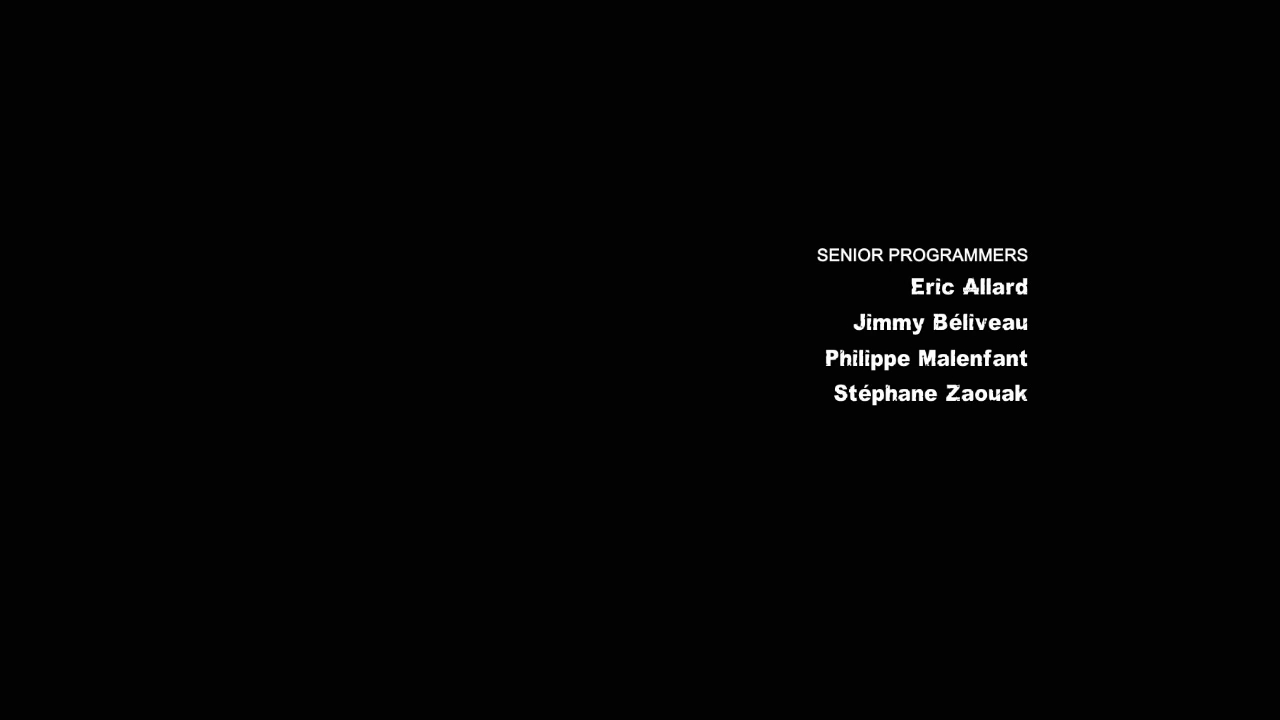 SENIOR PROGRAMMERS
Eric Allard
Jimmy Béliveau
Philippe Malenfant
Stéphane Zaouak